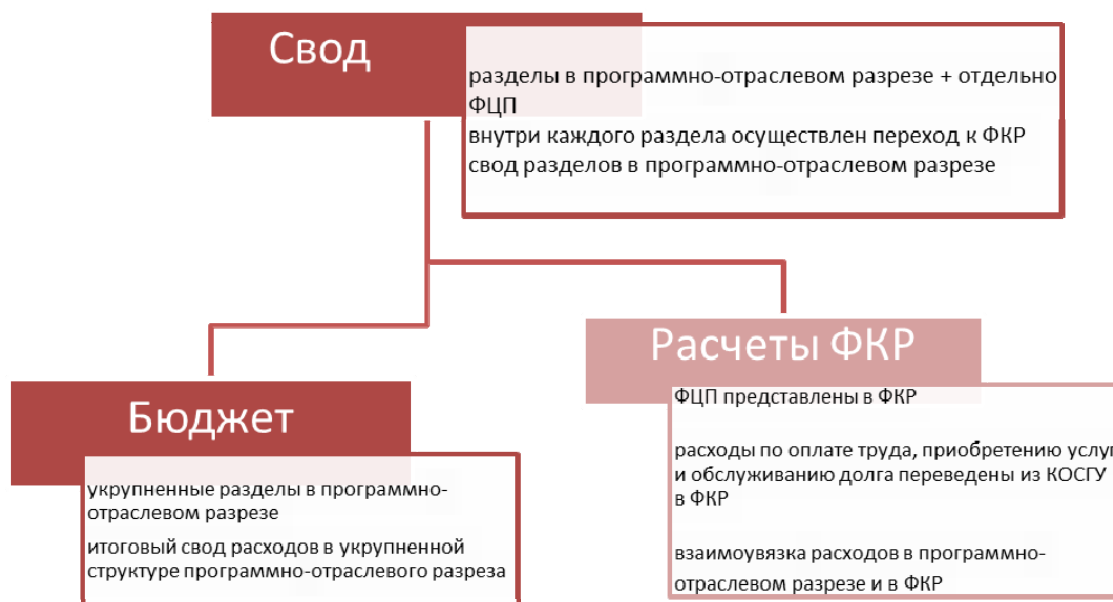 Свод
разделы в программно-отраслевом разрезе + отдельно
ФЦП
внутри каждого раздела осуществлен переход к ФКР
свод разделов в программно-отраслевом разрезе
Расчеты ФКР
ФЦП представлены в ФКР
расходы по оплате труда, приобретению услуг
и обслуживанию долга переведены из КОСГУ
в ФКР
взаимоувязка расходов в программно-
отраслевом разрезе и в ФКР
Бюджет
укрупненные разделы в программно-
отраслевом разрезе
итоговый свод расходов в укрупненной
структуре программно-отраслевого разреза